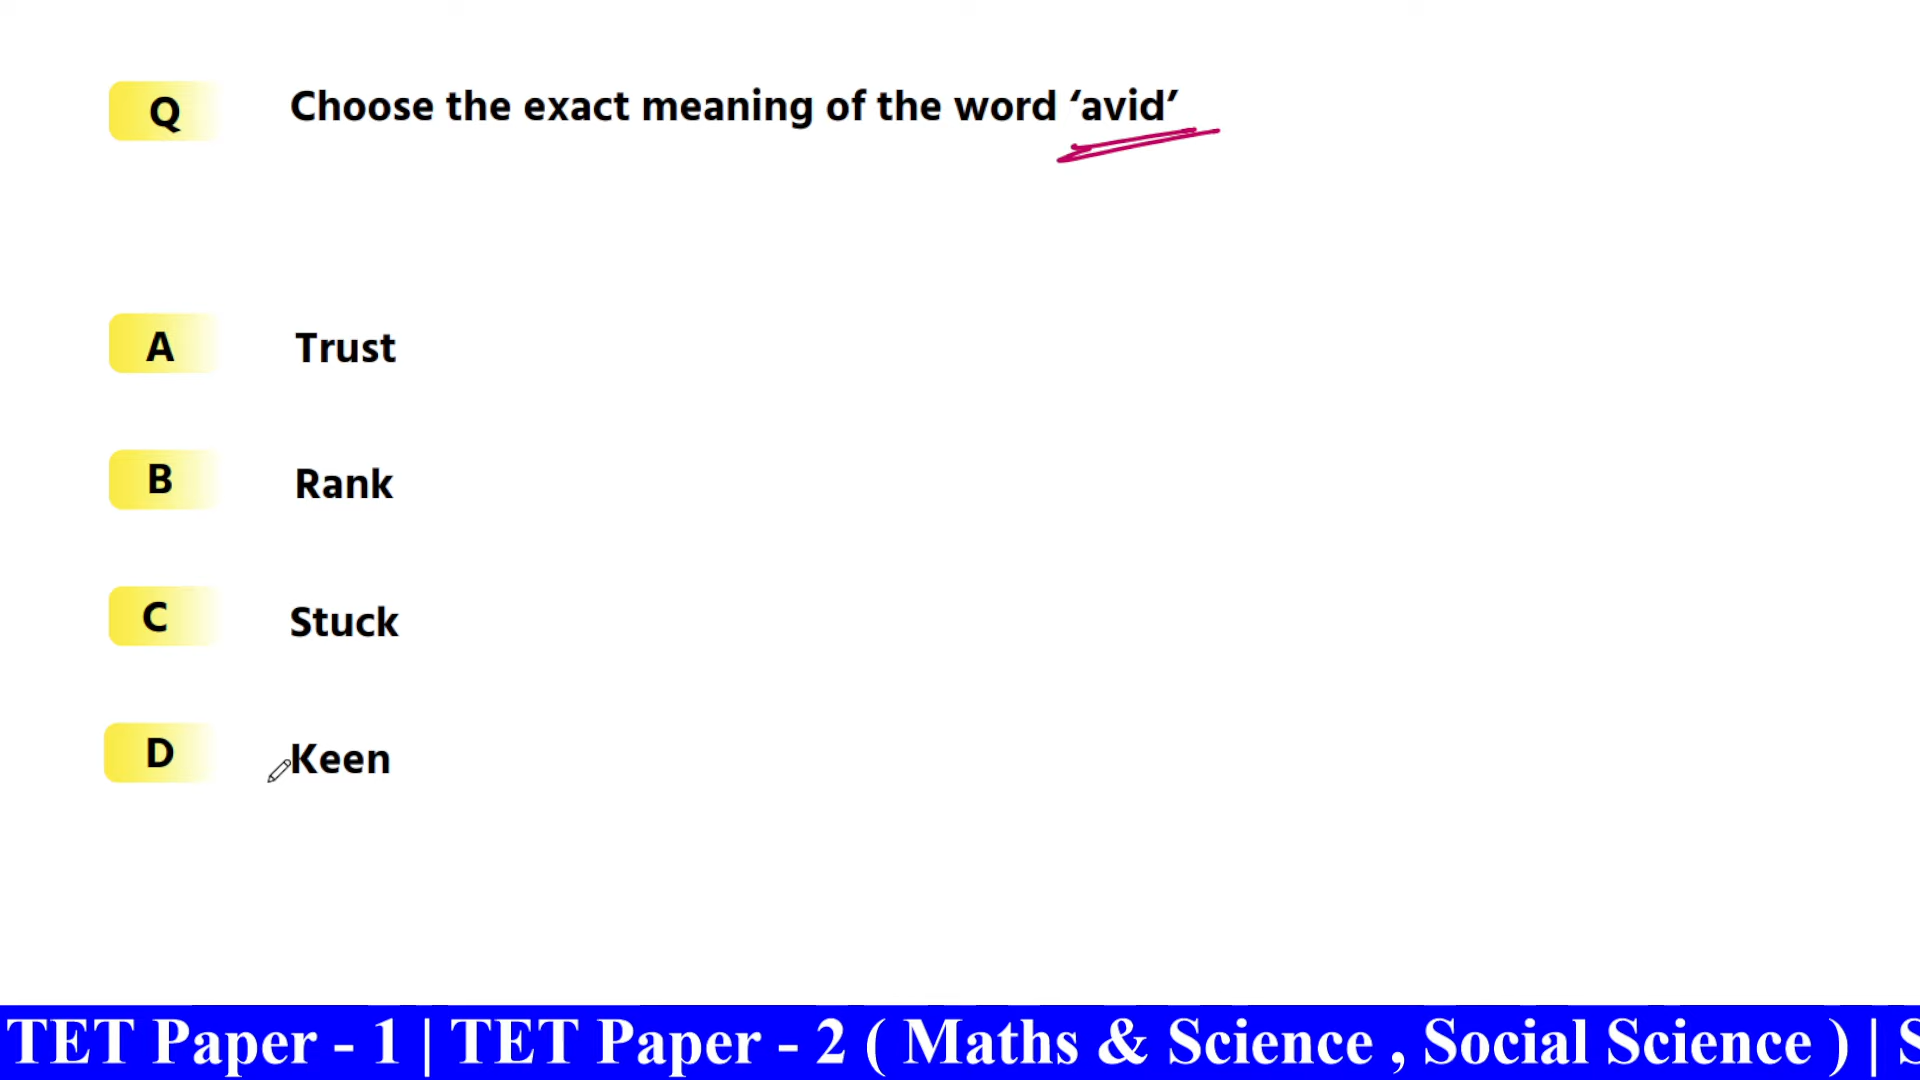 Q Choose the exact meaning of the word ‘avid’
A Trust
B Rank
C Stuck
D Keen
TET Paper - 1 | TET Paper - 2 ( Maths & Science , Social Science ) | S